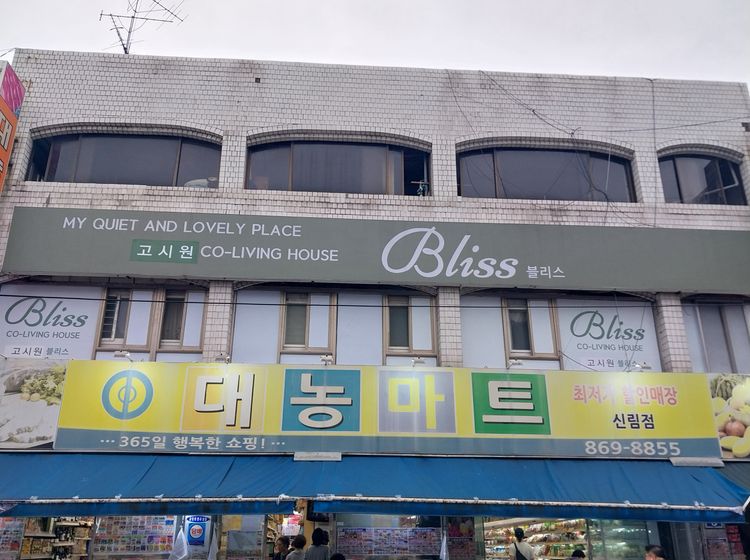 MY QUIET AND LOVELY PLACE
고시원 CO-LIVING HOUSE
Bliss 블리스
Bliss
CO-LIVING HOUSE
고시원 블리스
Bliss
CO-LIVING HOUSE
고시원 블리스
대농마트
최저가 할인매장
신림점
···365일 행복한 쇼핑!···
869-8855